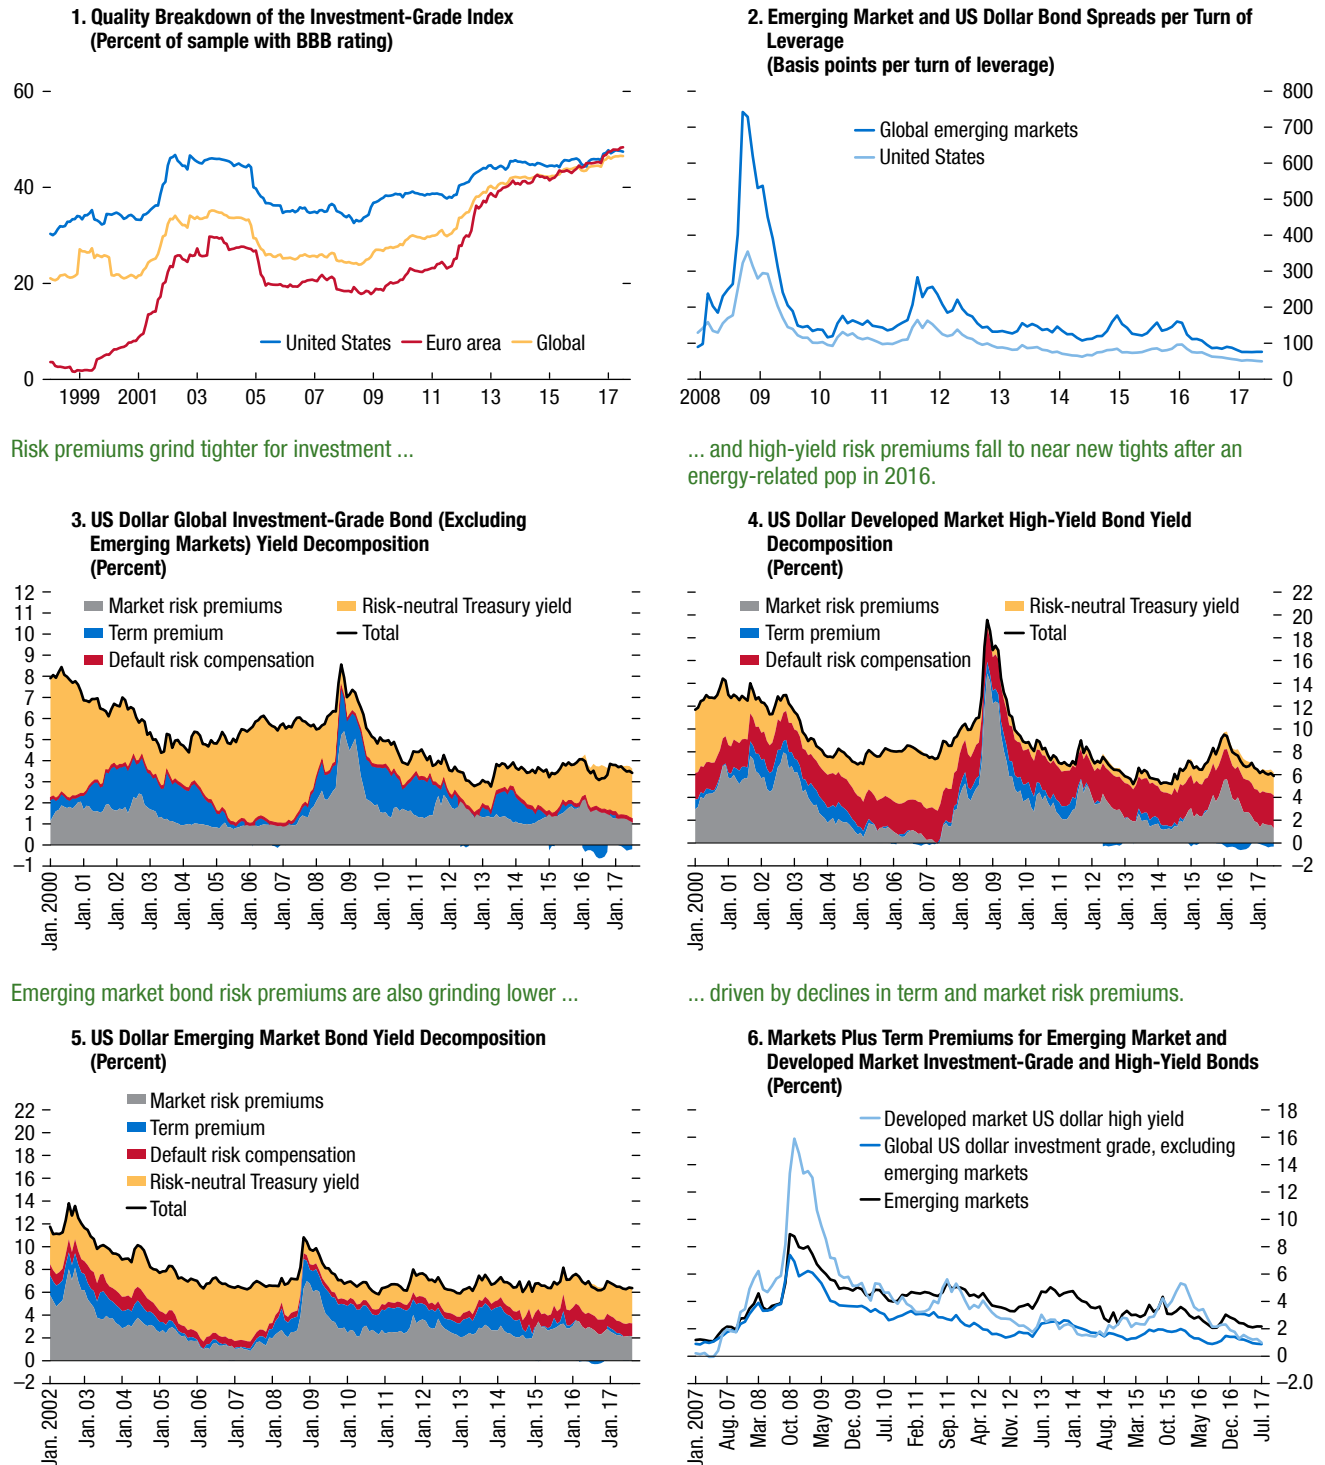 1. Quality Breakdown of the Investment-Grade Index
(Percent of sample with BBB rating)
60
40
20
0
United States
Euro area
Global
1999 2001 03 05 07 09 11 13 15 17
2. Emerging Market and US Dollar Bond Spreads per Turn of
Leverage
(Basis points per turn of leverage)
800
700
600
500
400
300
200
100
0
Global emerging markets
United States
2008 09 10 11 12 13 14 15 16 17
Risk premiums grind tighter for investment ...
... and high-yield risk premiums fall to near new tights after an
energy-related pop in 2016.
3. US Dollar Global Investment-Grade Bond (Excluding
Emerging Markets) Yield Decomposition
(Percent)
12
11
10
9
8
7
6
5
4
3
2
1
0
–1
Market risk premiums
Term premium
Default risk compensation
Risk-neutral Treasury yield
Total
Jan. 2000
Jan. 01
Jan. 02
Jan. 03
Jan. 04
Jan. 05
Jan. 06
Jan. 07
Jan. 08
Jan. 09
Jan. 10
Jan. 11
Jan. 12
Jan. 13
Jan. 14
Jan. 15
Jan. 16
Jan. 17
4. US Dollar Developed Market High-Yield Bond Yield
Decomposition
(Percent)
22
20
18
16
14
12
10
8
6
4
2
0
–2
Market risk premiums
Term premium
Default risk compensation
Risk-neutral Treasury yield
Total
Jan. 2000
Jan. 01
Jan. 02
Jan. 03
Jan. 04
Jan. 05
Jan. 06
Jan. 07
Jan. 08
Jan. 09
Jan. 10
Jan. 11
Jan. 12
Jan. 13
Jan. 14
Jan. 15
Jan. 16
Jan. 17
Emerging market bond risk premiums are also grinding lower ...
... driven by declines in term and market risk premiums.
5. US Dollar Emerging Market Bond Yield Decomposition
(Percent)
22
20
18
16
14
12
10
8
6
4
2
0
–2
Market risk premiums
Term premium
Default risk compensation
Risk-neutral Treasury yield
Total
Jan. 2002
Jan. 03
Jan. 04
Jan. 05
Jan. 06
Jan. 07
Jan. 08
Jan. 09
Jan. 10
Jan. 11
Jan. 12
Jan. 13
Jan. 14
Jan. 15
Jan. 16
Jan. 17
6. Markets Plus Term Premiums for Emerging Market and
Developed Market Investment-Grade and High-Yield Bonds
(Percent)
18
16
14
12
10
8
6
4
2
0
–2.0
Developed market US dollar high yield
Global US dollar investment grade, excluding
emerging markets
Emerging markets
Jan. 2007
Aug. 07
Mar. 08
Oct. 08
May 09
Dec. 09
Jul. 10
Feb. 11
Sep. 11
Apr. 12
Nov. 12
Jun. 13
Jan. 14
Aug. 14
Mar. 15
Oct. 15
May 16
Dec. 16
Jul. 17